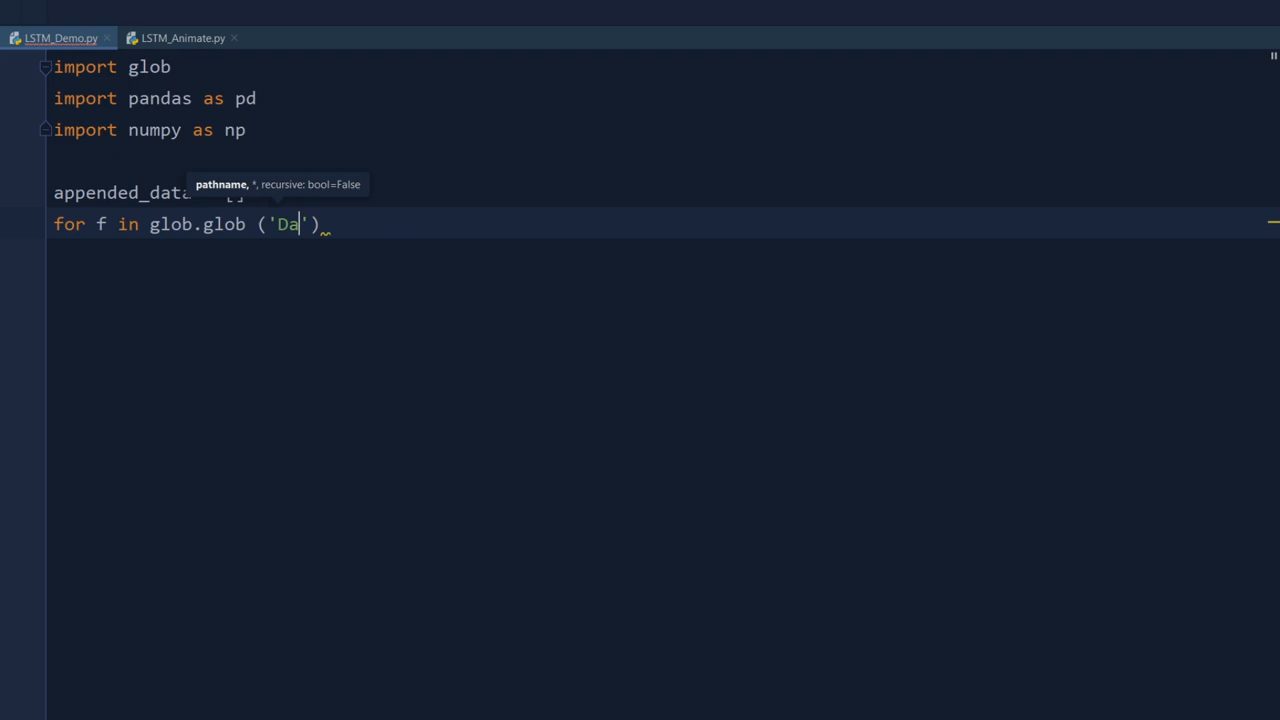 LSTM_Demo.py LSTM_Animate.py
import glob
import pandas as pd
import numpy as np
pathname, *, recursive: bool=False
appended_data []
for f in glob.glob ('Da')